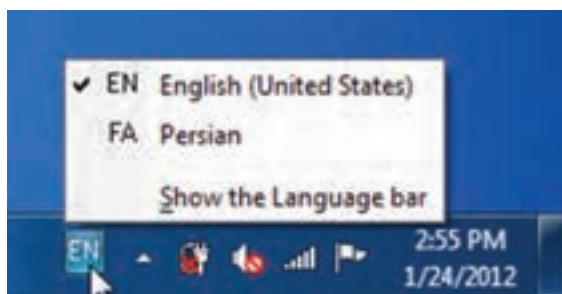 ✔ EN English (United States)
FA Persian
Show the Language bar
EN
2:55 PM
1/24/2012